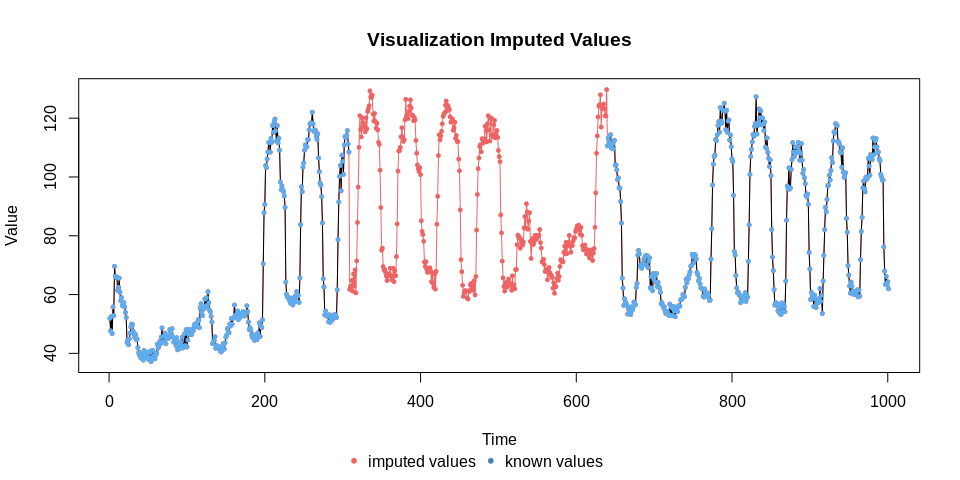 Visualization Imputed Values
Value
120
100
80
60
40
0 200 400 600 800 1000
Time
imputed values known values